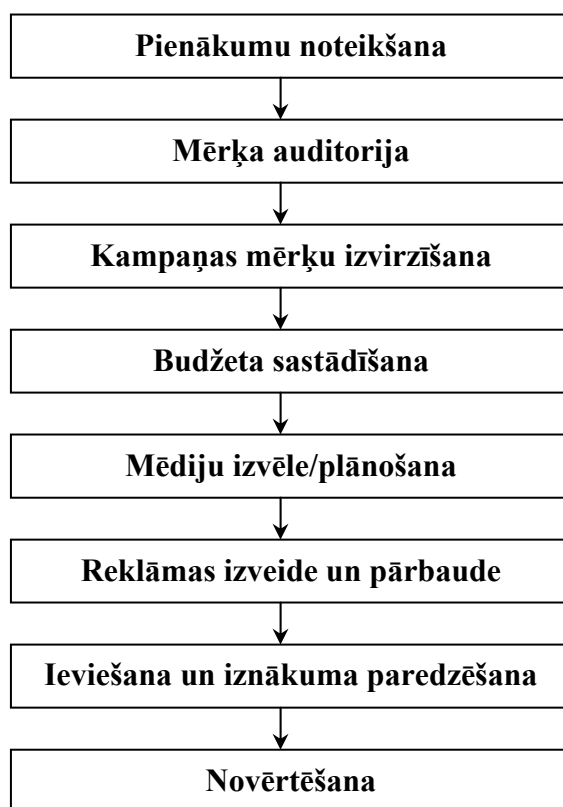 Pienākumu noteikšana
Mērķa auditorija
Kampaņas mērķu izvirzīšana
Budžeta sastādīšana
Mēdiju izvēle/plānošana
Reklāmas izveide un pārbaude
Ieviešana un iznākuma paredzēšana
Novērtēšana